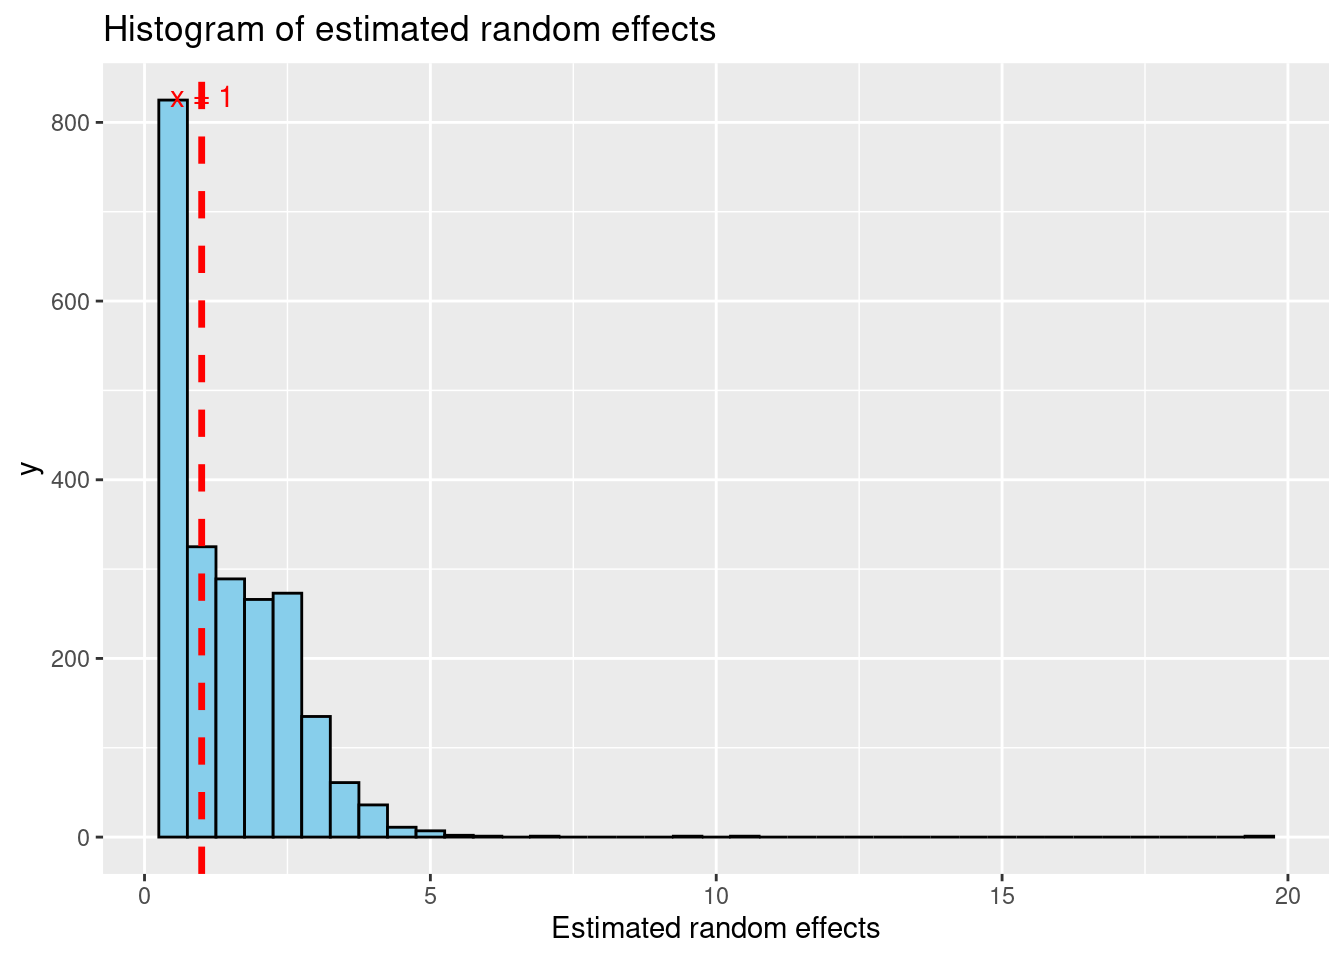 Histogram of estimated random effects
x = 1
800
600
400
200
0
y
0
5
10
15
20
Estimated random effects